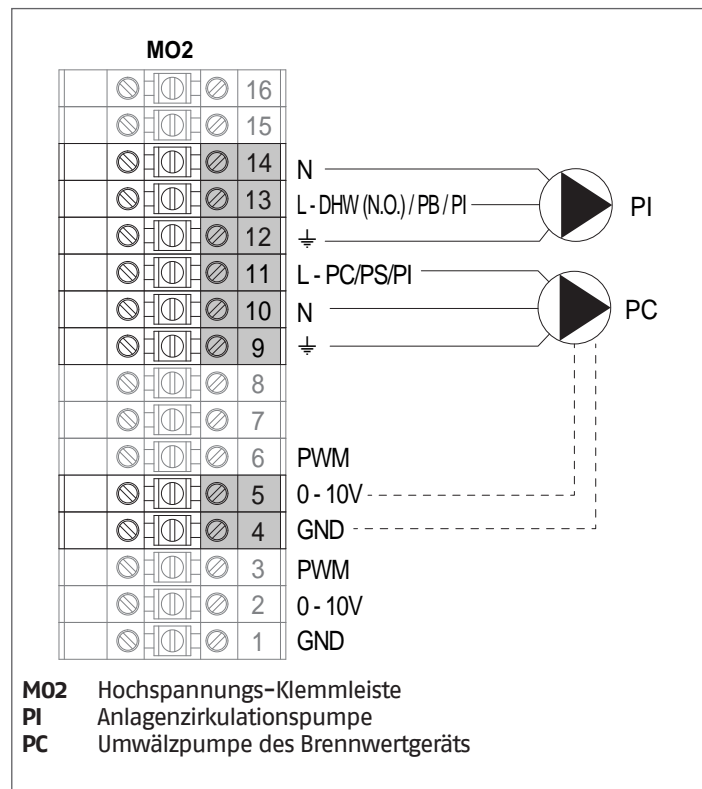 MO2
16
15
14 N
13 L - DHW (N.O.) / PB / PI PI
12
11 L - PC/PS/PI
10 N PC
9
8
7
6 PWM
5 0 - 10V
4 GND
3 PWM
2 0 - 10V
1 GND
MO2 Hochspannungs-Klemmleiste
PI Anlagenzirkulationspumpe
PC Umwälzpumpe des Brennwertgeräts